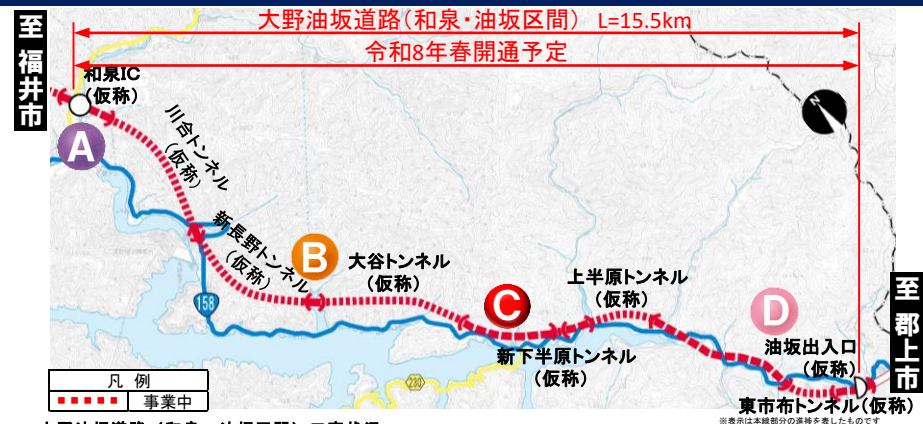 大野油坂道路(和泉・油坂区間) L=15.5km
令和8年春開通予定
至 福井市
和泉IC
(仮称)
A
川合トンネル
(仮称)
新長野トンネル
(仮称)
B
大谷トンネル
(仮称)
158
C
上半原トンネル
(仮称)
新下半原トンネル
(仮称)
230
D
油坂出入口
(仮称)
至 郡上市
東市布トンネル(仮称)
N
凡 例
事業中
※表示は本線部分の進捗を表したものです